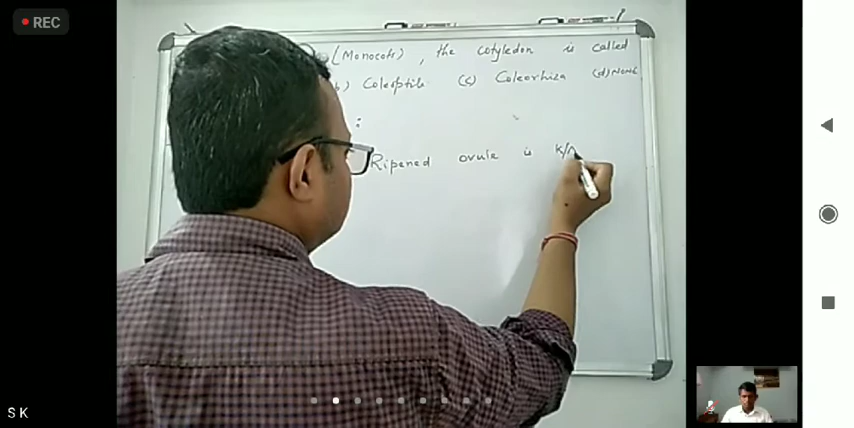 REC
(Monocots), the cotyledon is called
b) Coleoptile (c) Coleorhiza (d) NONE
:
Ripened ovule is K/n
S K